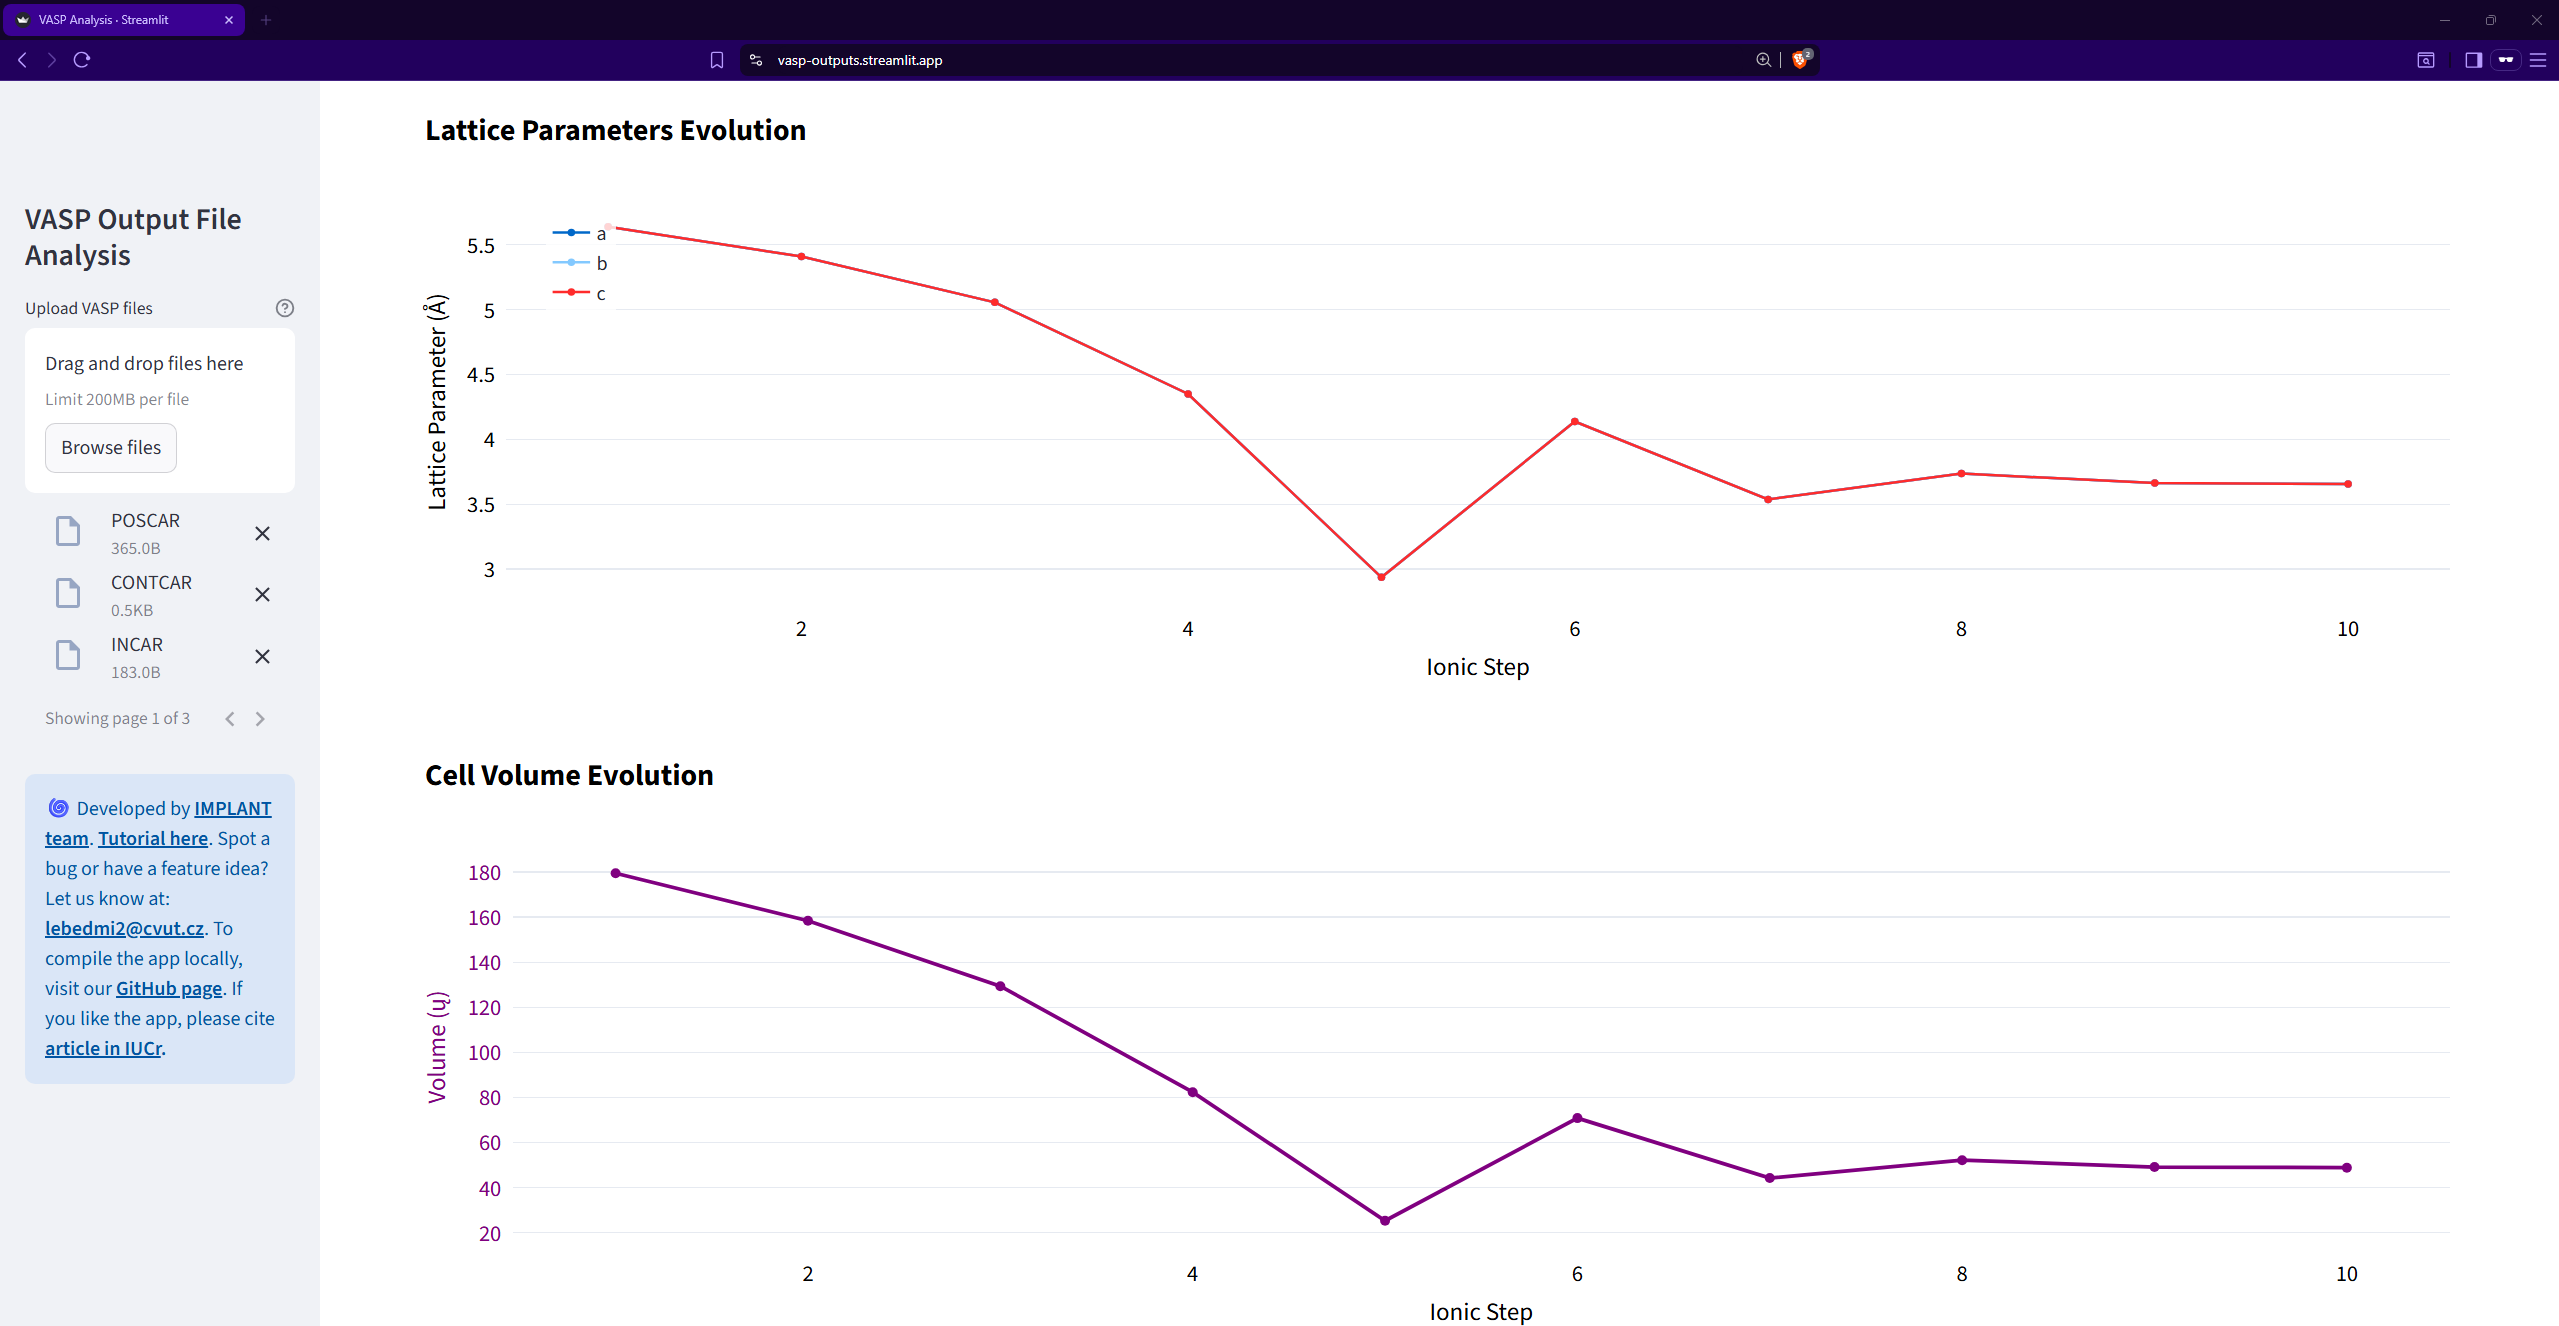 VASP Analysis · Streamlit
vasp-outputs.streamlit.app
2
VASP Output File
Analysis
Upload VASP files
Drag and drop files here
Limit 200MB per file
Browse files
POSCAR
365.0B
CONTCAR
0.5KB
INCAR
183.0B
Showing page 1 of 3
🌀 Developed by IMPLANT
team. Tutorial here. Spot a
bug or have a feature idea?
Let us know at:
lebedmi2@cvut.cz. To
compile the app locally,
visit our GitHub page. If
you like the app, please cite
article in IUCr.
Lattice Parameters Evolution
a
b
c
Lattice Parameter (Å)
5.5
5
4.5
4
3.5
3
2 4 6 8 10
Ionic Step
Cell Volume Evolution
Volume (ų)
180
160
140
120
100
80
60
40
20
2 4 6 8 10
Ionic Step